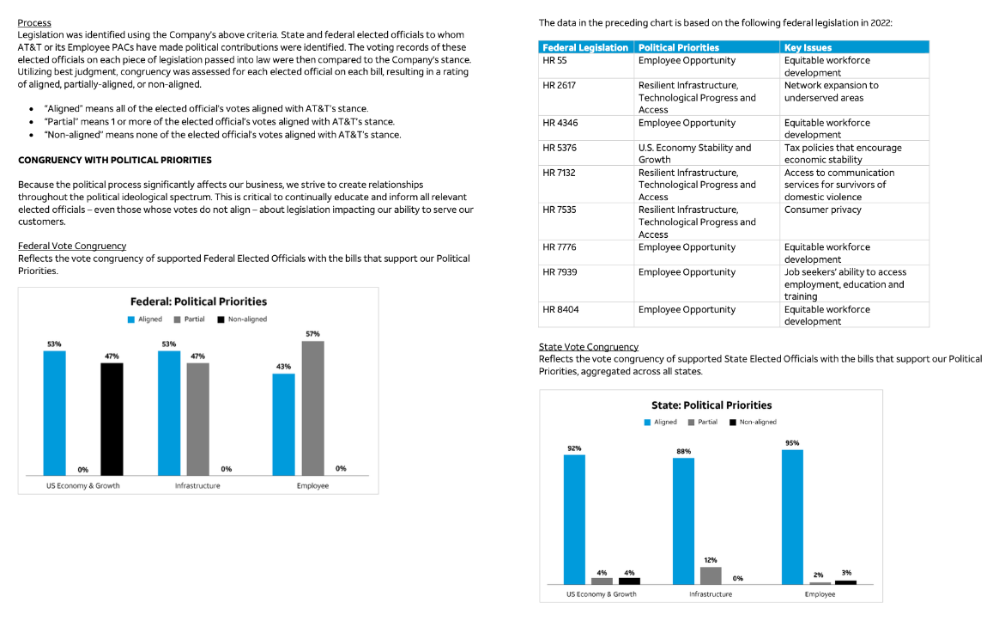 Process
Legislation was identified using the Company's above criteria. State and federal elected officials to whom
AT&T or its Employee PACs have made political contributions were identified. The voting records of these
elected officials on each piece of legislation passed into law were then compared to the Company's stance.
Utilizing best judgment, congruency was assessed for each elected official on each bill, resulting in a rating
of aligned, partially-aligned, or non-aligned.
• "Aligned" means all of the elected official's votes aligned with AT&T's stance.
• "Partial" means 1 or more of the elected official's votes aligned with AT&T's stance.
• "Non-aligned" means none of the elected official's votes aligned with AT&T's stance.
CONGRUENCY WITH POLITICAL PRIORITIES
Because the political process significantly affects our business, we strive to create relationships
throughout the political ideological spectrum. This is critical to continually educate and inform all relevant
elected officials – even those whose votes do not align – about legislation impacting our ability to serve our
customers.
Federal Vote Congruency
Reflects the vote congruency of supported Federal Elected Officials with the bills that support our Political
Priorities.
Federal: Political Priorities
Aligned Partial Non-aligned
53% 0% 47% 53% 47% 0% 43% 57% 0%
US Economy & Growth Infrastructure Employee
The data in the preceding chart is based on the following federal legislation in 2022:
Federal Legislation Political Priorities Key Issues
HR 55 Employee Opportunity Equitable workforce
development
HR 2617 Resilient Infrastructure, Network expansion to
Technological Progress and underserved areas
Access
HR 4346 Employee Opportunity Equitable workforce
development
HR 5376 U.S. Economy Stability and Tax policies that encourage
Growth economic stability
HR 7132 Resilient Infrastructure, Access to communication
Technological Progress and services for survivors of
Access domestic violence
HR 7535 Resilient Infrastructure, Consumer privacy
Technological Progress and
Access
HR 7776 Employee Opportunity Equitable workforce
development
HR 7939 Employee Opportunity Job seekers' ability to access
employment, education and
training
HR 8404 Employee Opportunity Equitable workforce
development
State Vote Congruency
Reflects the vote congruency of supported State Elected Officials with the bills that support our Political
Priorities, aggregated across all states.
State: Political Priorities
Aligned Partial Non-aligned
92% 4% 4% 88% 12% 0% 95% 2% 3%
US Economy & Growth Infrastructure Employee